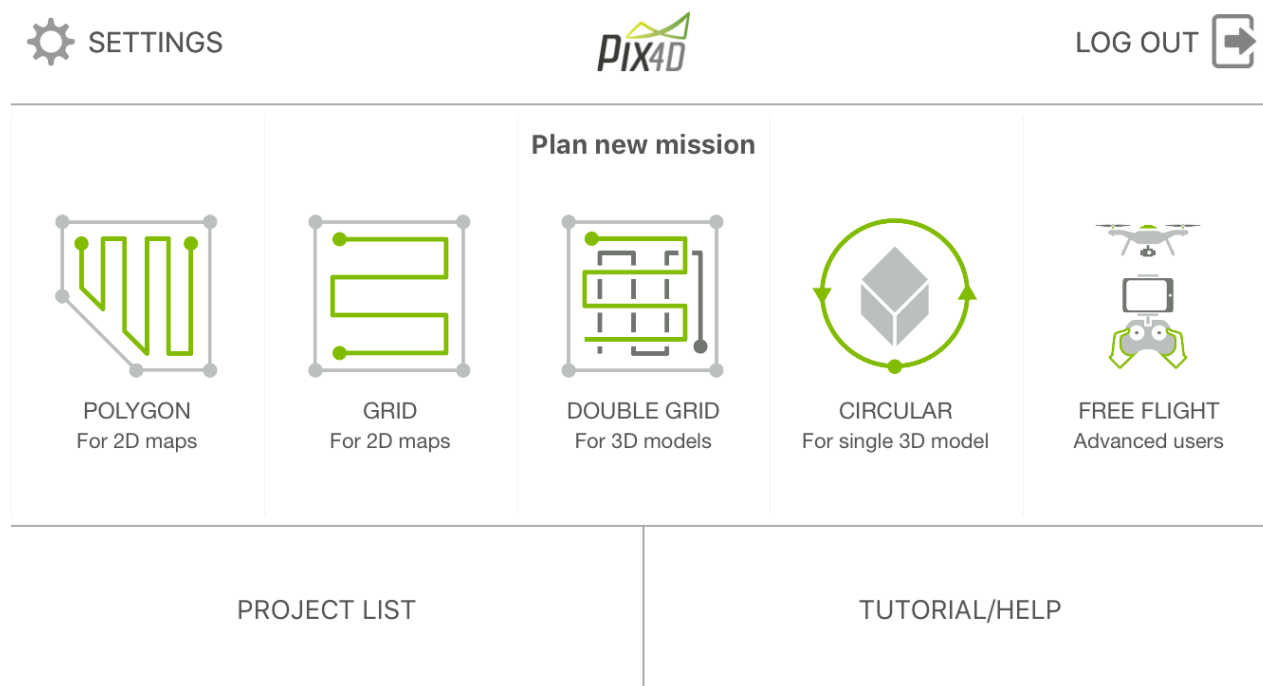 SETTINGS
PIX4D
LOG OUT
Plan new mission
POLYGON
For 2D maps
GRID
For 2D maps
DOUBLE GRID
For 3D models
CIRCULAR
For single 3D model
FREE FLIGHT
Advanced users
PROJECT LIST
TUTORIAL/HELP